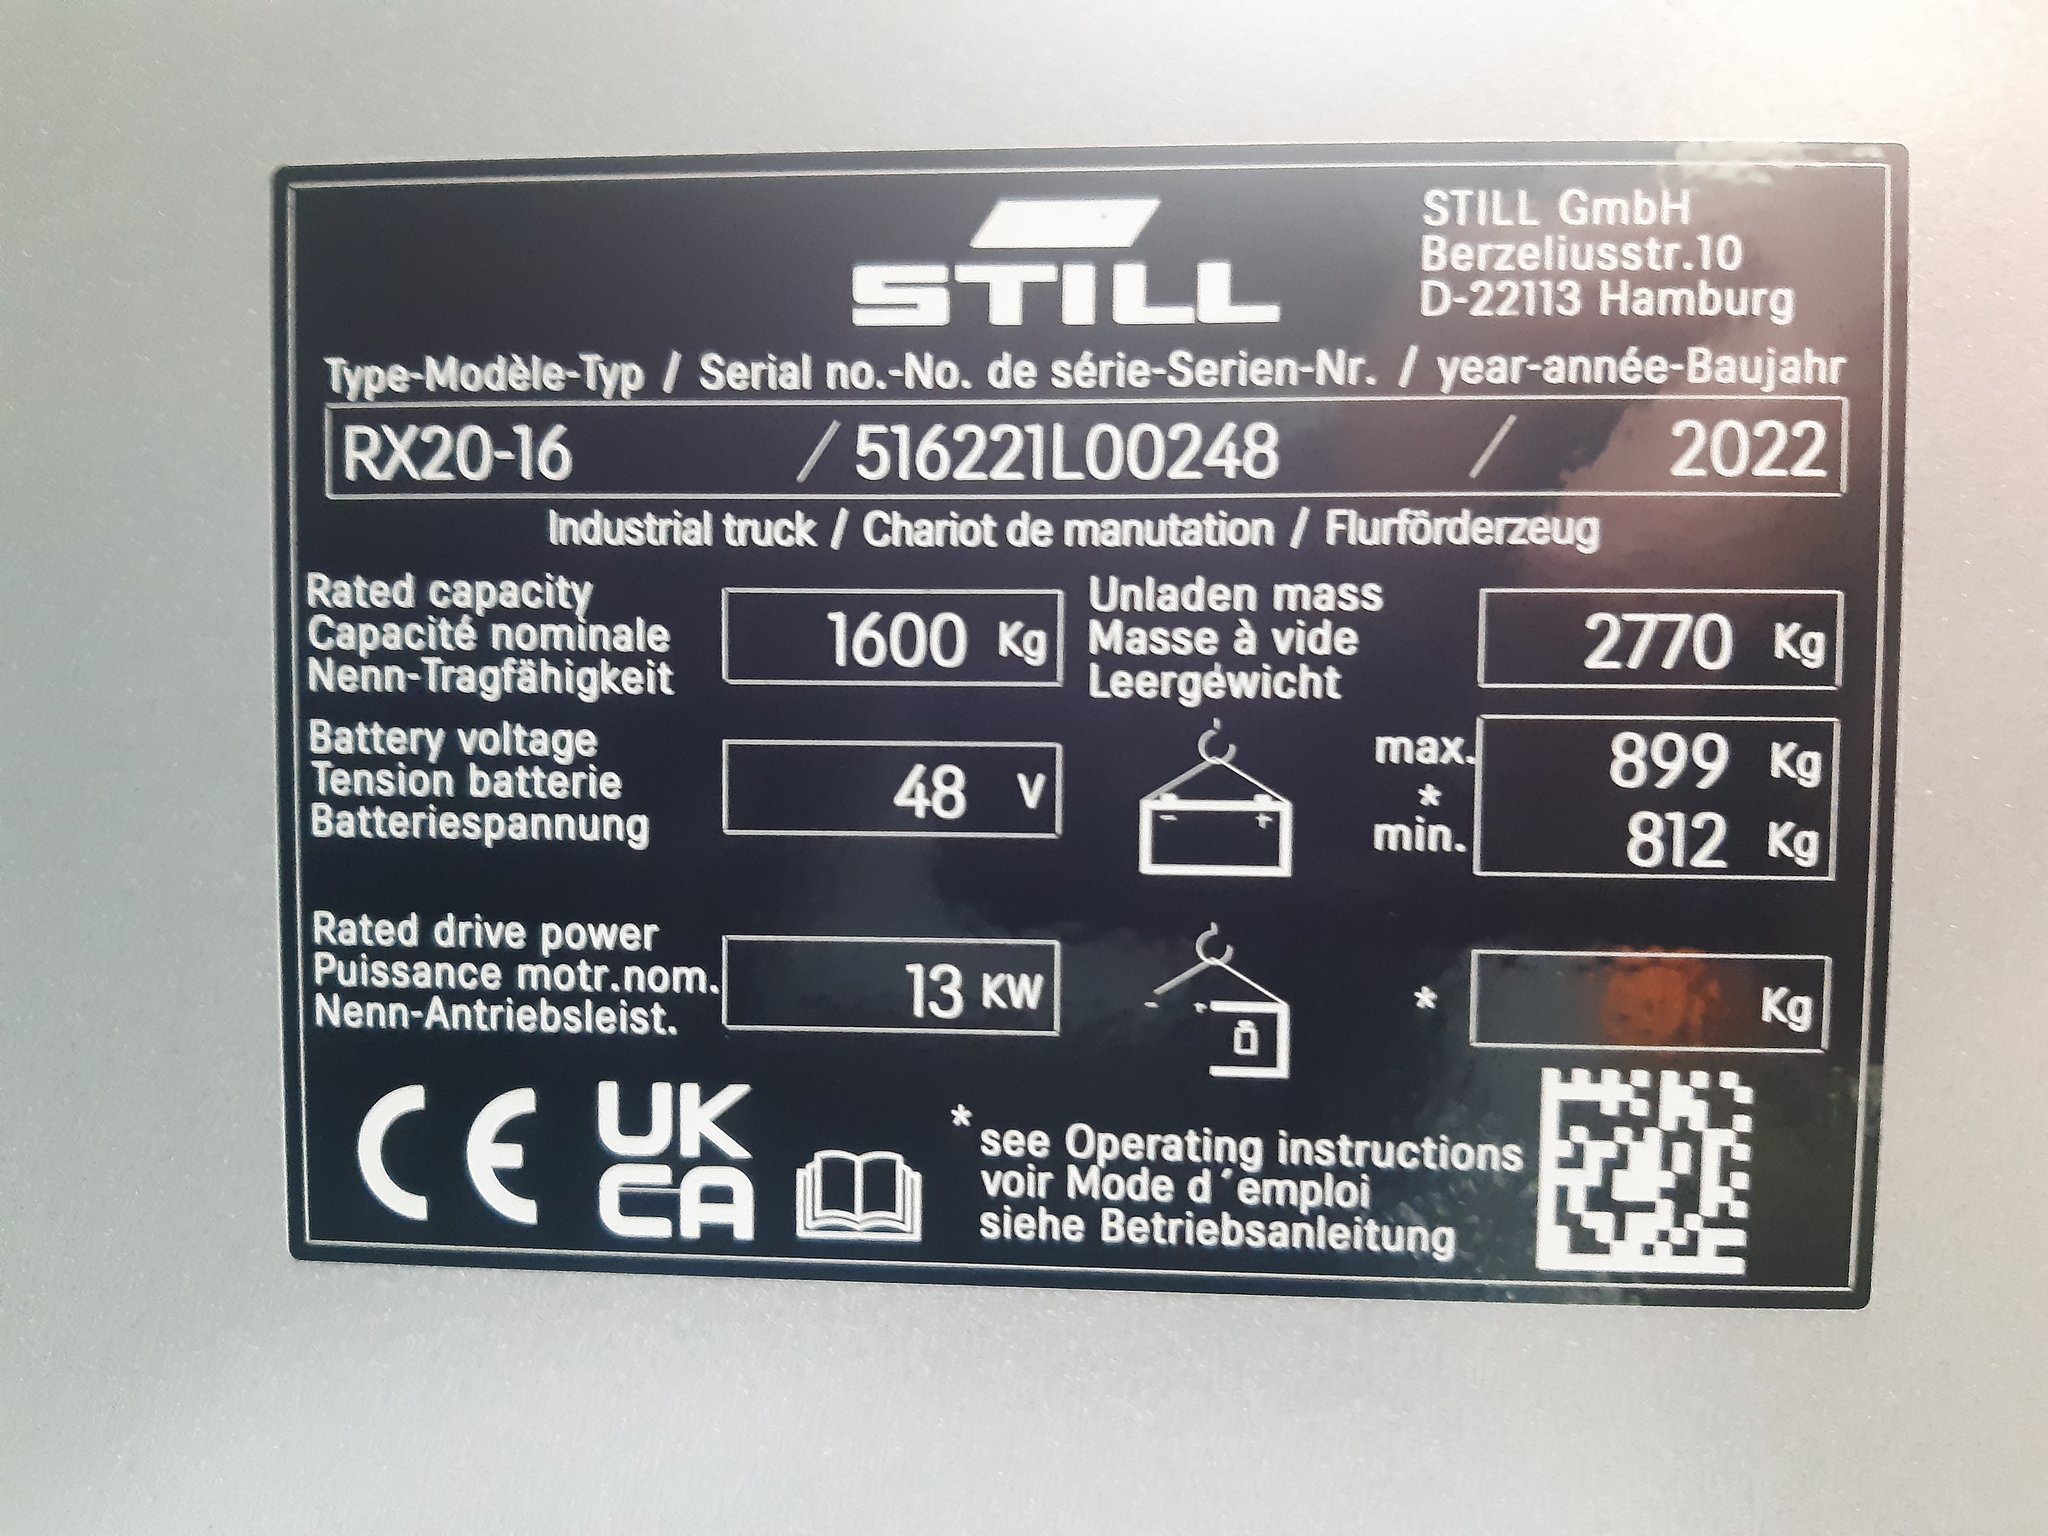 STILL
STILL GmbH
Berzeliusstr.10
D-22113 Hamburg
Type-Modèle-Typ / Serial no.-No. de série-Serien-Nr. / year-année-Baujahr
RX20-16 / 516221L00248 / 2022
Industrial truck / Chariot de manutation / Flurförderzeug
Rated capacity
Capacité nominale
Nenn-Tragfähigkeit
1600 Kg
Unladen mass
Masse à vide
Leergewicht
2770 Kg
Battery voltage
Tension batterie
Batteriespannung
48 V
- +
max. 899 Kg
*
min. 812 Kg
Rated drive power
Puissance motr.nom.
Nenn-Antriebsleist.
13 KW
- +
* Kg
CE
UK
CA
* see Operating instructions
voir Mode d´emploi
siehe Betriebsanleitung